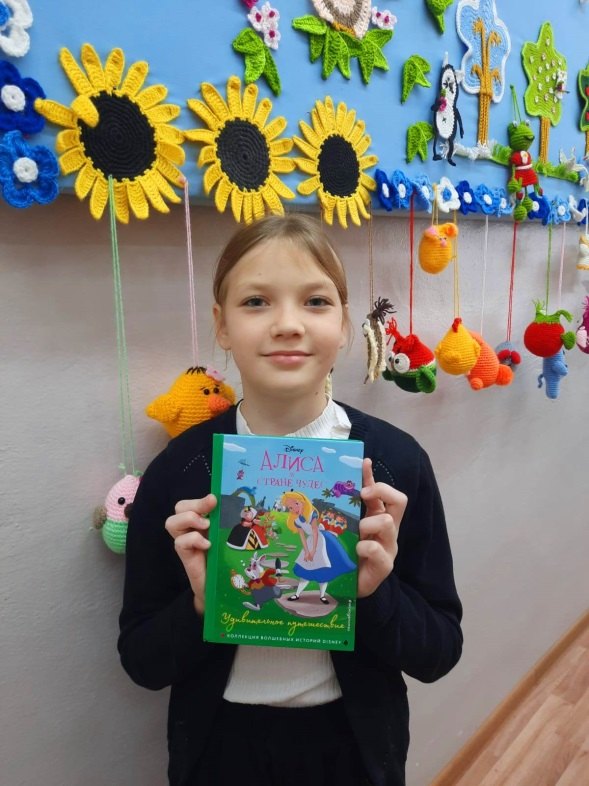 Disney
АЛИСА
В
СТРАНЕ ЧУДЕС
Удивительное путешествие
КОЛЛЕКЦИЯ ВОЛШЕБНЫХ ИСТОРИЙ DISNEY